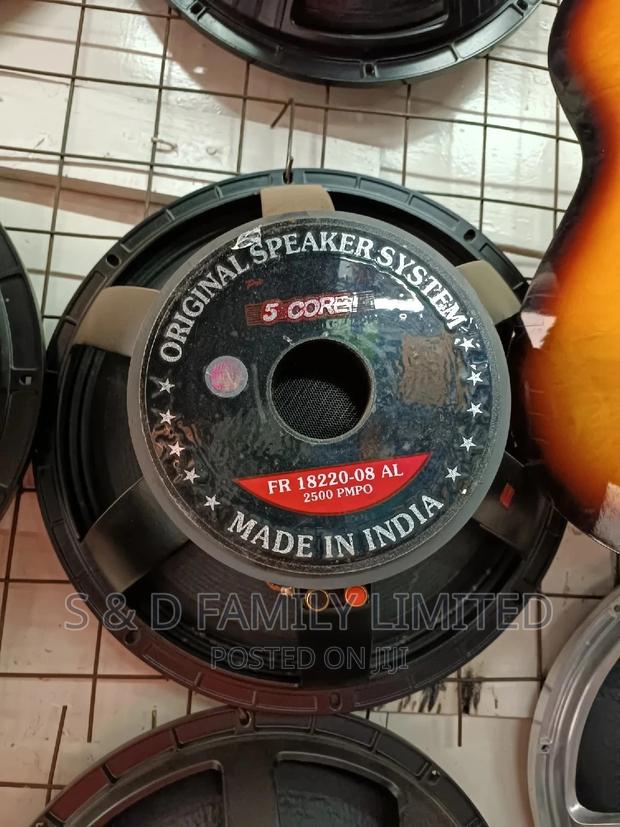 ORIGINAL SPEAKER SYSTEM
Pro
5 CORE!
FR 18220-08 AL
2500 PMPO
MADE IN INDIA
S & D FAMILY LIMITED
POSTED ON JIJI